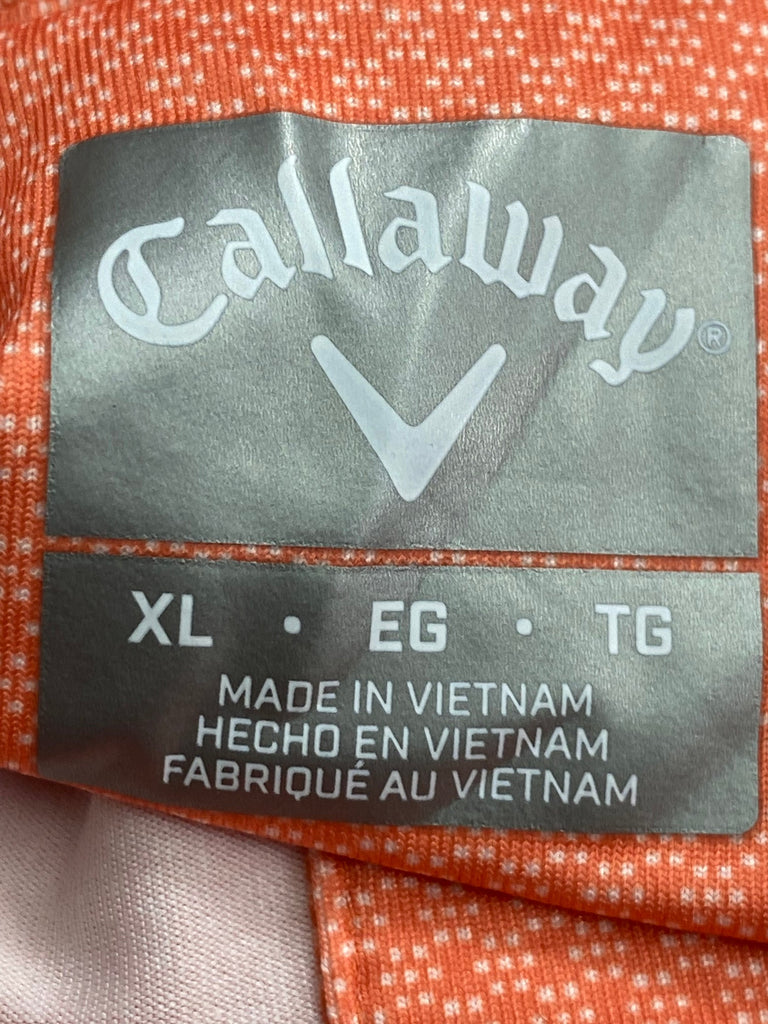 Callaway®
XL • EG • TG
MADE IN VIETNAM
HECHO EN VIETNAM
FABRIQUÉ AU VIETNAM